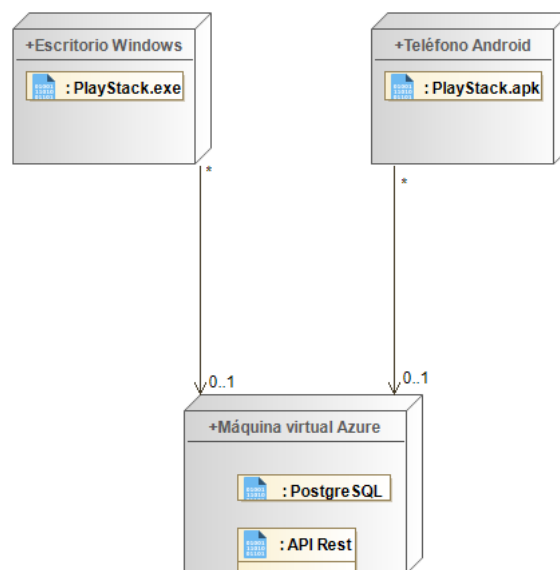 +Escritorio Windows
: PlayStack.exe
+Teléfono Android
: PlayStack.apk
*
*
0..1
0..1
+Máquina virtual Azure
: PostgreSQL
: API Rest